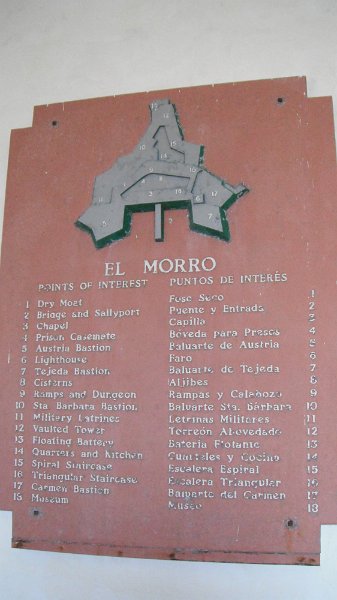 EL MORRO
POINTS OF INTEREST PUNTOS DE INTERÉS
1 Dry Moat Foso Seco 1
2 Bridge and Sallyport Puente y Entrada 2
3 Chapel Capilla 3
4 Prison Casemate Bóveda para Presos 4
5 Austria Bastion Baluarte de Austria 5
6 Lighthouse Faro 6
7 Tejeda Bastion Baluarte de Tejeda 7
8 Cisterns Aljibes 8
9 Ramps and Dungeon Rampas y Calabozo 9
10 Sta. Barbara Bastion Baluarte Sta. Bárbara 10
11 Military Latrines Letrinas Militares 11
12 Vaulted Tower Torreón Abovedado 12
13 Floating Battery Batería Flotante 13
14 Quarters and Kitchen Cuarteles y Cocina 14
15 Spiral Staircase Escalera Espiral 15
16 Triangular Staircase Escalera Triangular 16
17 Carmen Bastion Baluarte del Carmen 17
18 Museum Museo 18